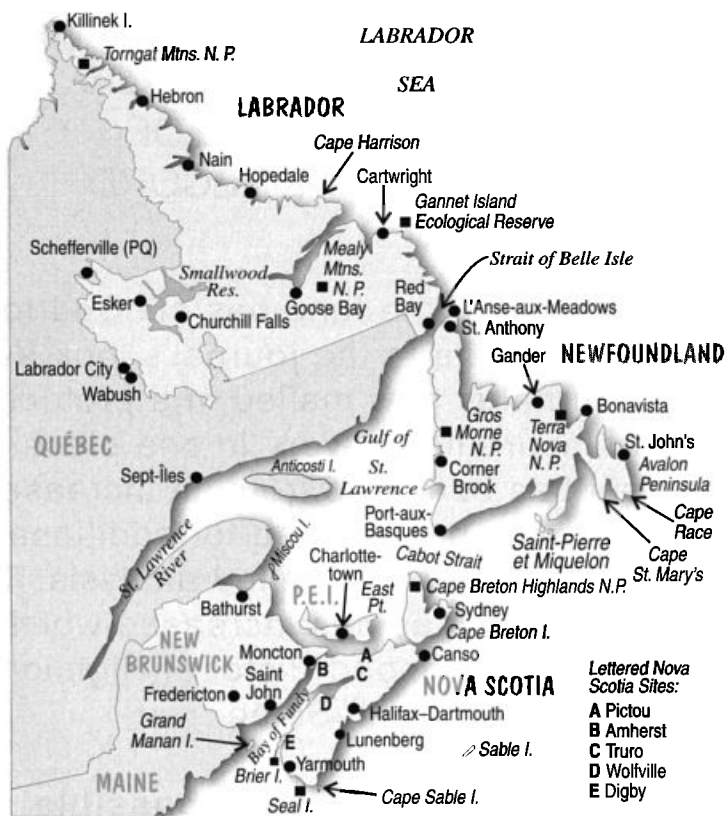 Killinek I.
LABRADOR
SEA
Torngat Mtns. N. P.
Hebron
LABRADOR
Cape Harrison
Nain
Hopedale
Cartwright
Gannet Island
Ecological Reserve
Schefferville (PQ)
Smallwood
Res.
Mealy
Mtns.
N. P.
Strait of Belle Isle
Esker
Goose Bay
Red
Bay
L'Anse-aux-Meadows
Churchill Falls
St. Anthony
Gander
NEWFOUNDLAND
Labrador City
Wabush
Bonavista
Gros
Morne
N. P.
Terra
Nova
N. P.
QUÉBEC
Gulf of
St.
Lawrence
St. John's
Avalon
Peninsula
Sept-Îles
Anticosti I.
Corner
Brook
Cape
Race
Port-aux-
Basques
Saint-Pierre
et Miquelon
Cape
St. Mary's
St. Lawrence
River
Miscou I.
Charlotte-
town
Cabot Strait
P.E.I.
East
Pt.
Cape Breton Highlands N.P.
Bathurst
Sydney
Cape Breton I.
NEW
BRUNSWICK
Moncton
A
B
C
Canso
Saint
John
NOVA SCOTIA
Lettered Nova
Scotia Sites:
A Pictou
B Amherst
C Truro
D Wolfville
E Digby
Fredericton
D
Halifax–Dartmouth
Grand
Manan I.
Bay of Fundy
E
Lunenberg
Sable I.
Brier I.
Yarmouth
MAINE
Seal I.
Cape Sable I.